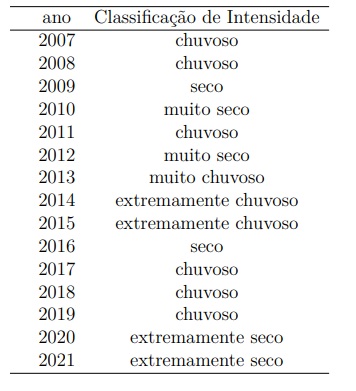 ano Classificação de Intensidade
2007 chuvoso
2008 chuvoso
2009 seco
2010 muito seco
2011 chuvoso
2012 muito seco
2013 muito chuvoso
2014 extremamente chuvoso
2015 extremamente chuvoso
2016 seco
2017 chuvoso
2018 chuvoso
2019 chuvoso
2020 extremamente seco
2021 extremamente seco